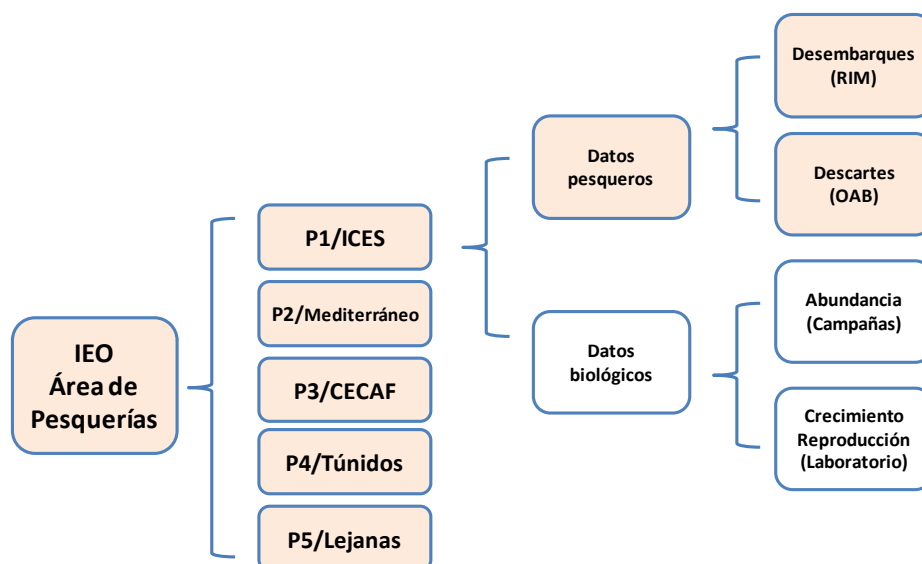 IEO
Área de
Pesquerías
P1/ICES
P2/Mediterráneo
P3/CECAF
P4/Túnidos
P5/Lejanas
Datos
pesqueros
Datos
biológicos
Desembarques
(RIM)
Descartes
(OAB)
Abundancia
(Campañas)
Crecimiento
Reproducción
(Laboratorio)